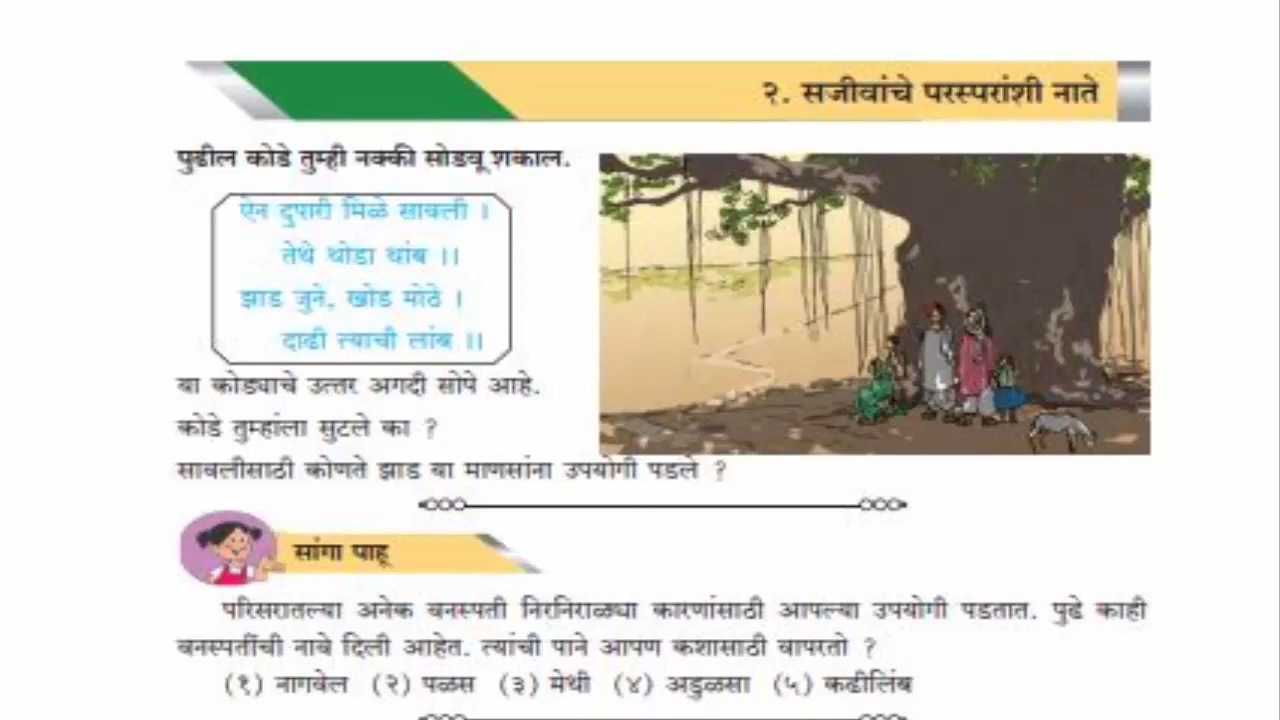 २. सजीवांचे परस्परांशी नाते
पुढील कोडे तुम्ही नक्की सोडवू शकाल.
ऐन दुपारी मिळे सावली ।
तेथे थोडा थांब ।।
झाड जुने, खोड मोठे ।
दाढी त्याची लांब ।।
या कोड्याचे उत्तर अगदी सोपे आहे.
कोडे तुम्हांला सुटले का ?
सावलीसाठी कोणते झाड या माणसांना उपयोगी पडले ?
सांगा पाहू
परिसरातल्या अनेक वनस्पती निरनिराळ्या कारणांसाठी आपल्या उपयोगी पडतात. पुढे काही
वनस्पतींची नावे दिली आहेत. त्यांची पाने आपण कशासाठी वापरतो ?
(१) नागवेल (२) पळस (३) मेथी (४) अडुळसा (५) कढीलिंब